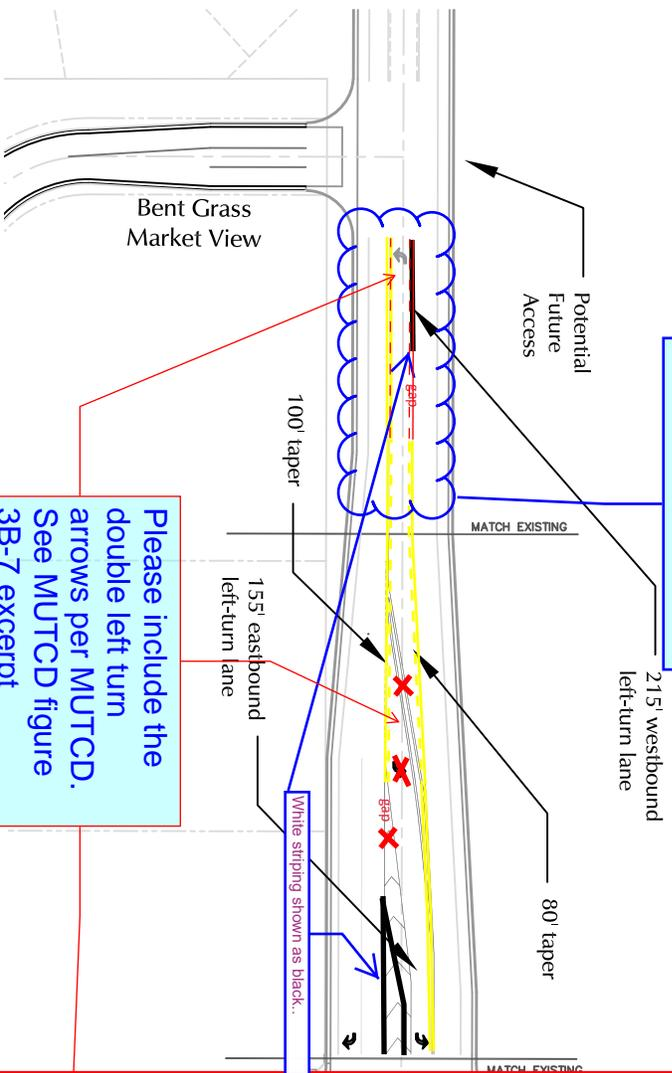 Bent Grass
Market View
Potential
Future
Access
gap
100' taper
MATCH EXISTING
Please include the
double left turn
arrows per MUTCD.
See MUTCD figure
3B-7 excerpt
155' eastbound
left-turn lane
215' westbound
left-turn lane
gap
White striping shown as black..
80' taper
MATCH EXISTING